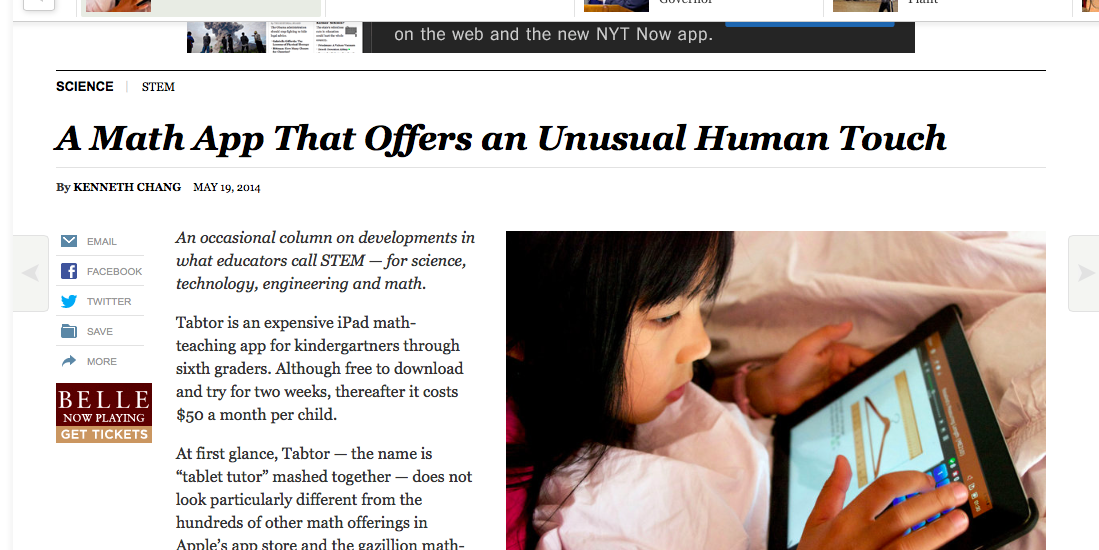 Governor
Plant
on the web and the new NYT Now app.
SCIENCE | STEM
A Math App That Offers an Unusual Human Touch
By KENNETH CHANG MAY 19, 2014
EMAIL
FACEBOOK
TWITTER
SAVE
MORE
BELLE
NOW PLAYING
GET TICKETS
An occasional column on developments in
what educators call STEM — for science,
technology, engineering and math.
Tabtor is an expensive iPad math-
teaching app for kindergartners through
sixth graders. Although free to download
and try for two weeks, thereafter it costs
$50 a month per child.
At first glance, Tabtor — the name is
“tablet tutor” mashed together — does not
look particularly different from the
hundreds of other math offerings in
Apple’s app store and the gazillion math-